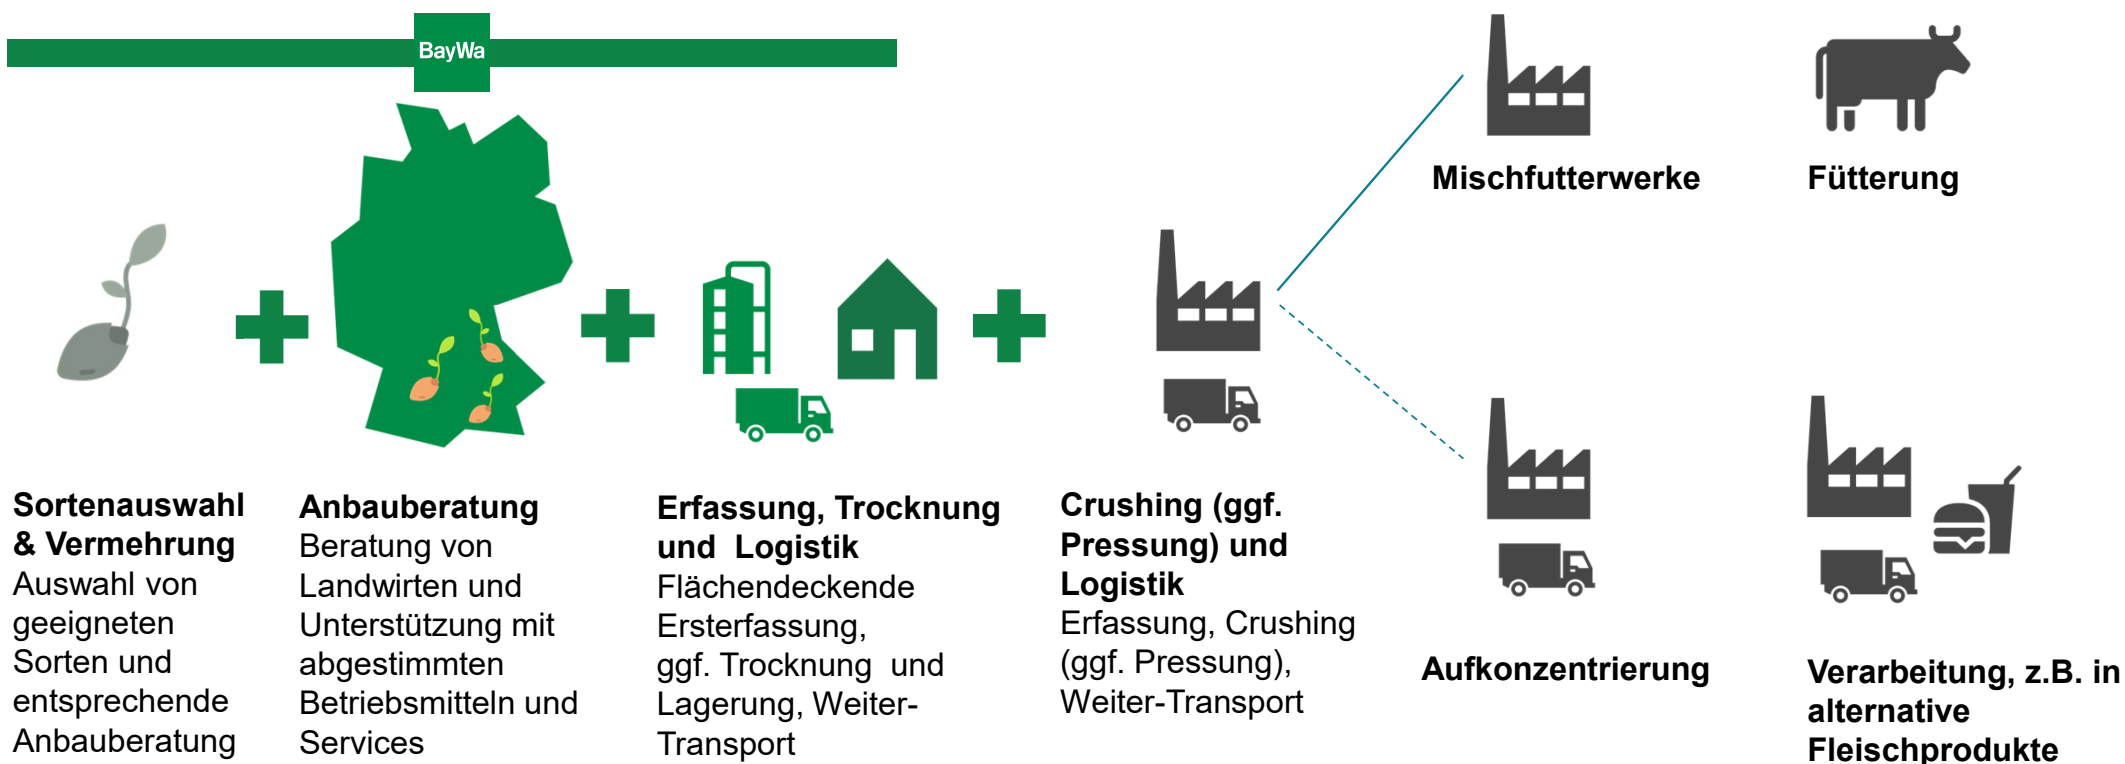 BayWa
Mischfutterwerke
Fütterung
Sortenauswahl
& Vermehrung
Auswahl von
geeigneten
Sorten und
entsprechende
Anbauberatung
Anbauberatung
Beratung von
Landwirten und
Unterstützung mit
abgestimmten
Betriebsmitteln und
Services
Erfassung, Trocknung
und Logistik
Flächendeckende
Ersterfassung,
ggf. Trocknung und
Lagerung, Weiter-
Transport
Crushing (ggf.
Pressung) und
Logistik
Erfassung, Crushing
(ggf. Pressung),
Weiter-Transport
Aufkonzentrierung
Verarbeitung, z.B. in
alternative
Fleischprodukte